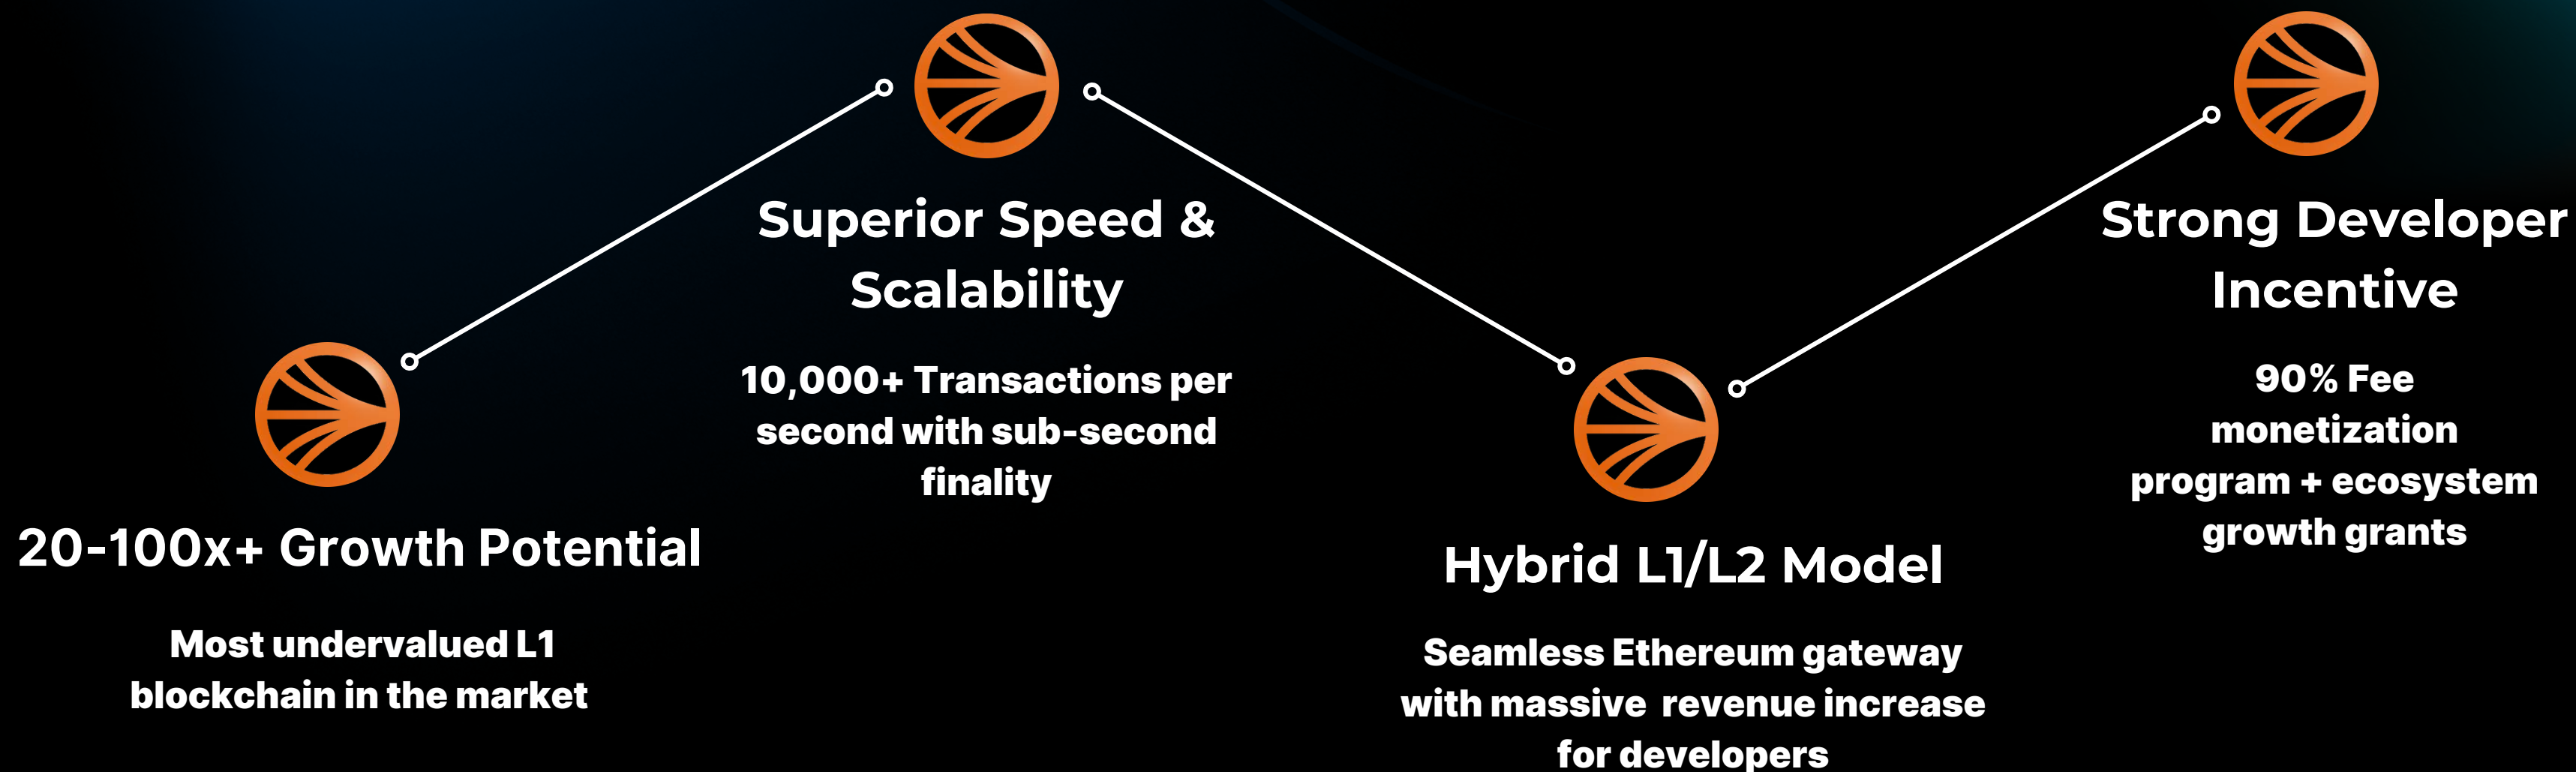 20-100x+ Growth Potential
Most undervalued L1
blockchain in the market
Superior Speed &
Scalability
10,000+ Transactions per
second with sub-second
finality
Hybrid L1/L2 Model
Seamless Ethereum gateway
with massive  revenue increase
for developers
Strong Developer
Incentive
90% Fee
monetization
program + ecosystem
growth grants